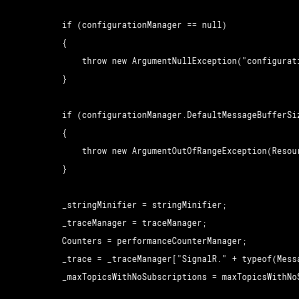 if (configurationManager == null)
{
throw new ArgumentNullException("configurati
}
if (configurationManager.DefaultMessageBufferSiz
{
throw new ArgumentOutOfRangeException(Resour
}
_stringMinifier = stringMinifier;
_traceManager = traceManager;
Counters = performanceCounterManager;
_trace = _traceManager["SignalR." + typeof(Messa
_maxTopicsWithNoSubscriptions = maxTopicsWithNoS